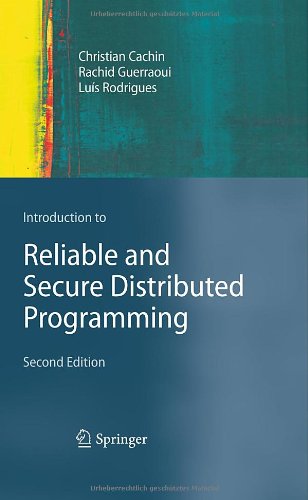 Urheberrechtlich geschütztes Material
Christian Cachin
Rachid Guerraoui
Luís Rodrigues
Introduction to
Reliable and
Secure Distributed
Programming
Second Edition
Springer
Urheberrechtlich geschütztes Material